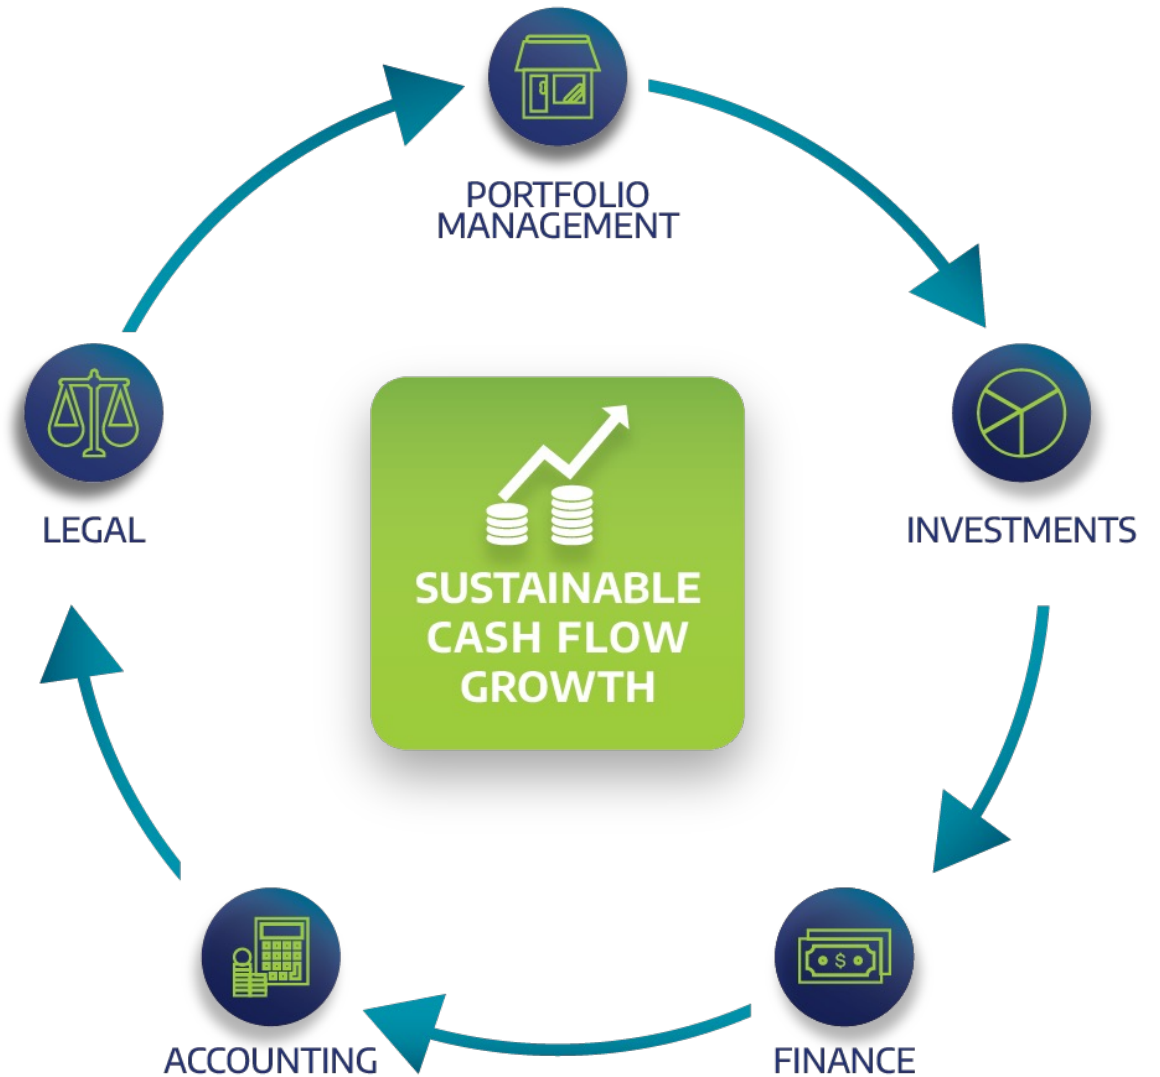 PORTFOLIO
MANAGEMENT
LEGAL
INVESTMENTS
SUSTAINABLE
CASH FLOW
GROWTH
$
ACCOUNTING
FINANCE